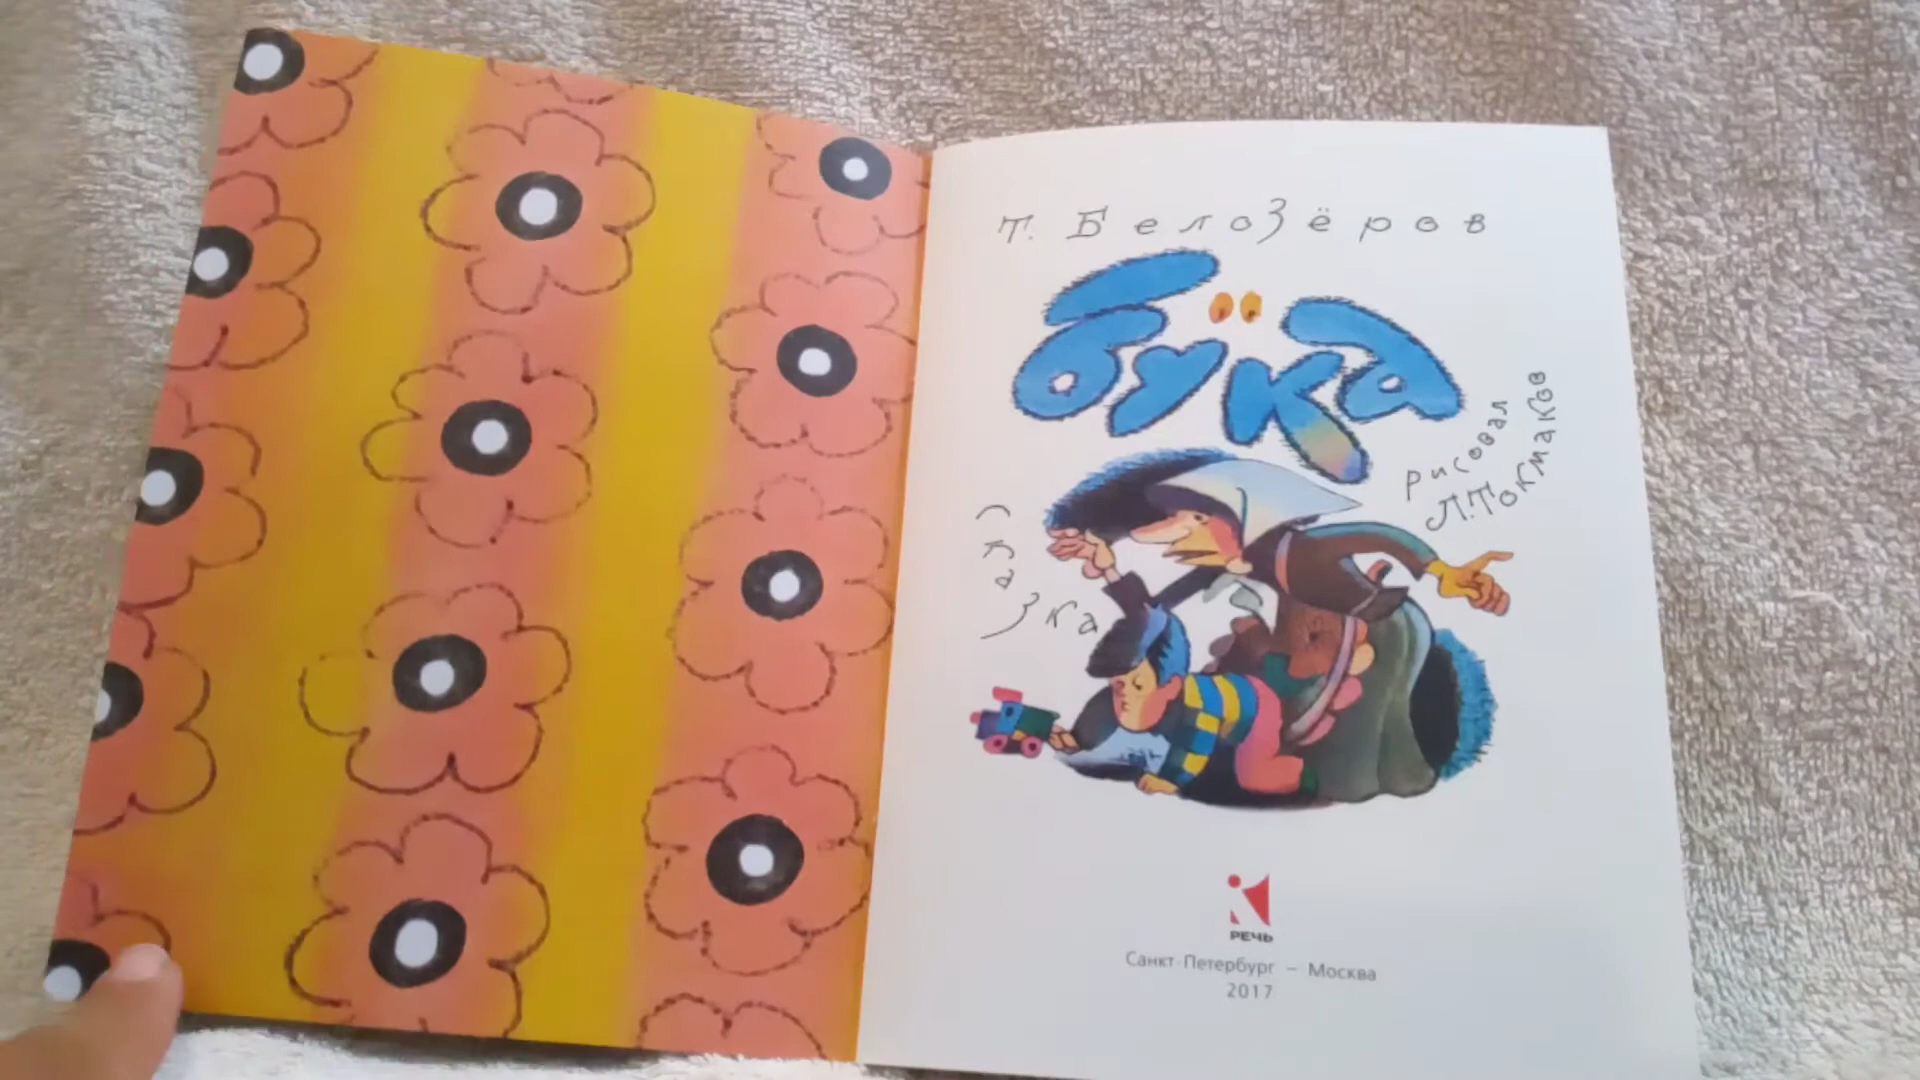 Т. Белозёров
бука
рисовал
Л. Токмаков
сказка
РЕЧЬ
Санкт-Петербург – Москва
2017